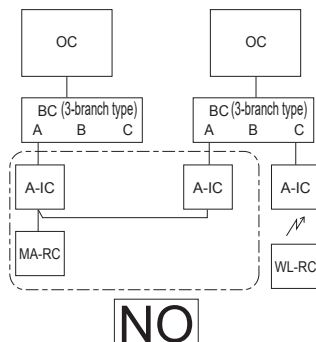 OC
OC
BC (3-branch type)
A B C
BC (3-branch type)
A B C
A-IC
A-IC
A-IC
MA-RC
WL-RC
NO